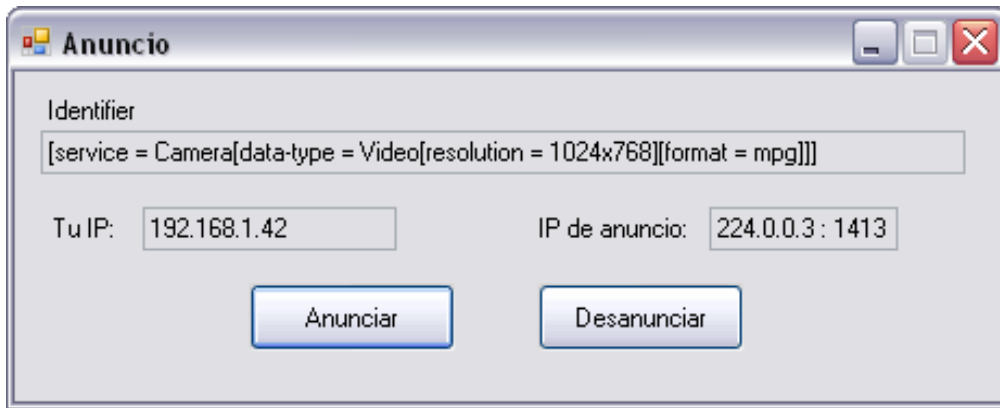 Anuncio
Identifier
[service = Camera[data-type = Video[resolution = 1024x768][format = mpg]]]
Tu IP: 192.168.1.42 IP de anuncio: 224.0.0.3 : 1413
Anunciar Desanunciar